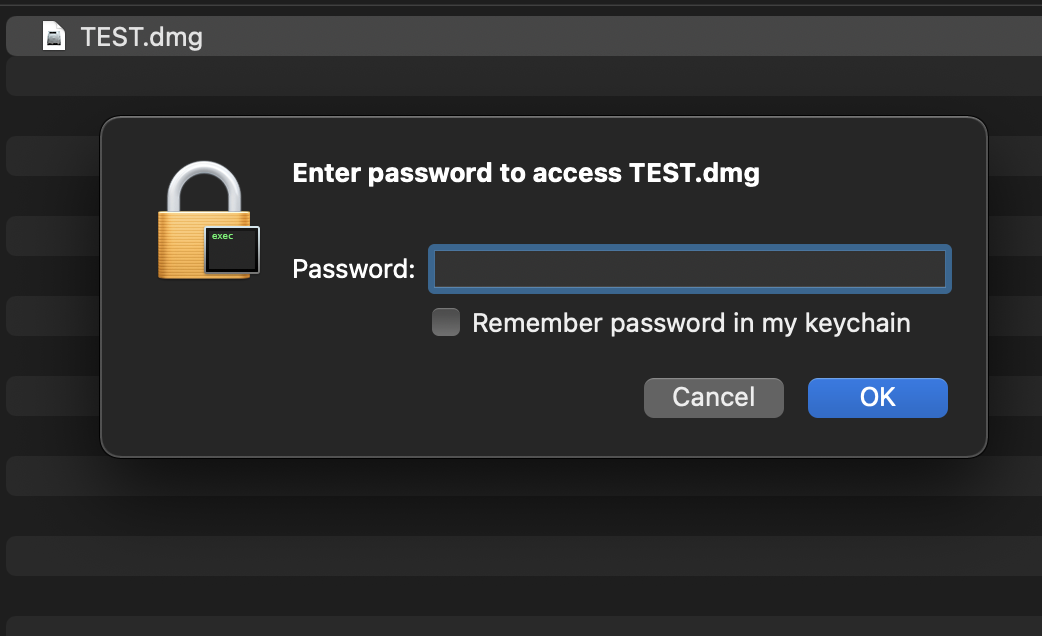 TEST.dmg
Enter password to access TEST.dmg
exec
Password:
Remember password in my keychain
Cancel OK